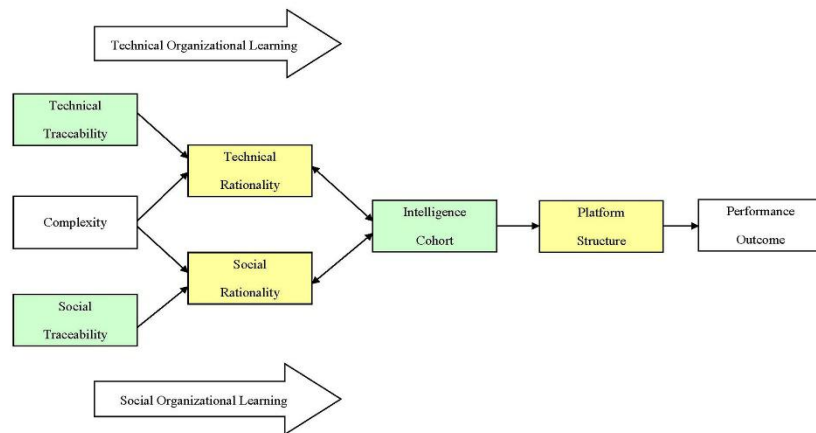 Technical Organizational Learning
Technical
Traceability
Technical
Rationality
Complexity
Intelligence
Cohort
Platform
Structure
Performance
Outcome
Social
Rationality
Social
Traceability
Social Organizational Learning